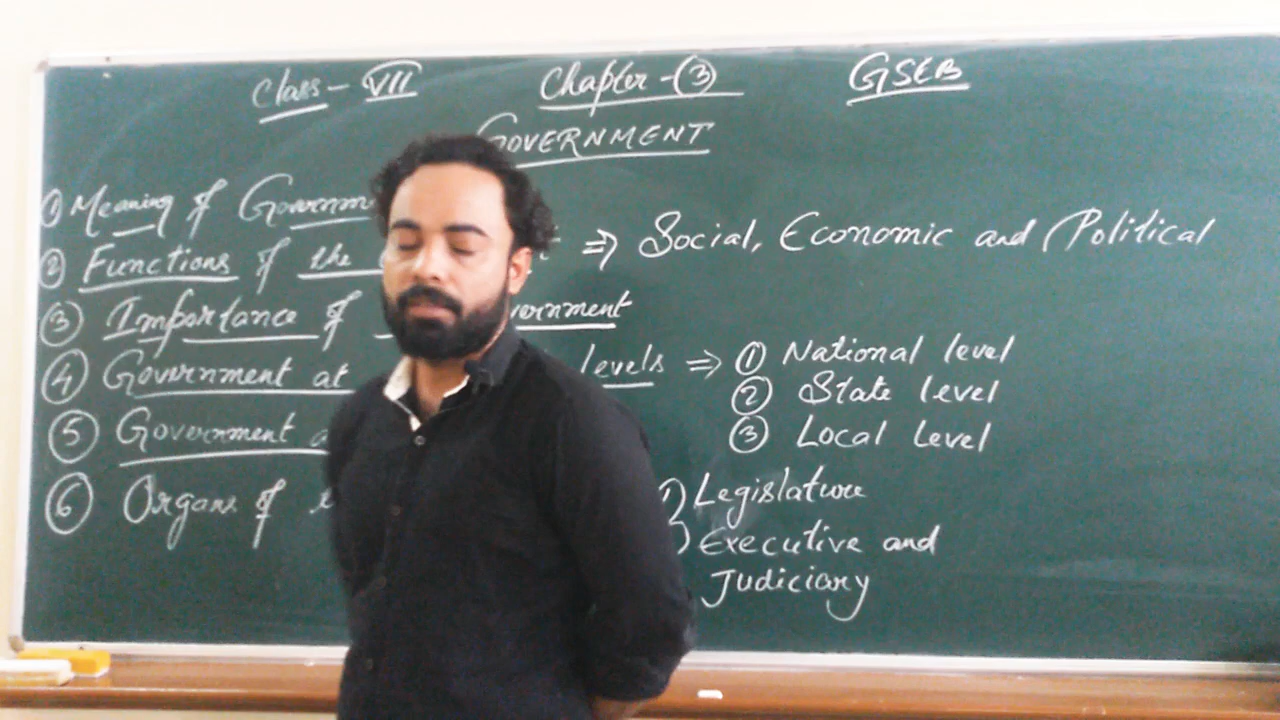 Class - VII Chapter - (3) GSEB
GOVERNMENT
① Meaning of Governm
② Functions of the ⇒ Social, Economic and Political
③ Importance of vernment
④ Government at levels ⇒ ① National level
② State level
③ Local Level
⑤ Government a
⑥ Organs of t 1) Legislature
) Executive and
Judiciary